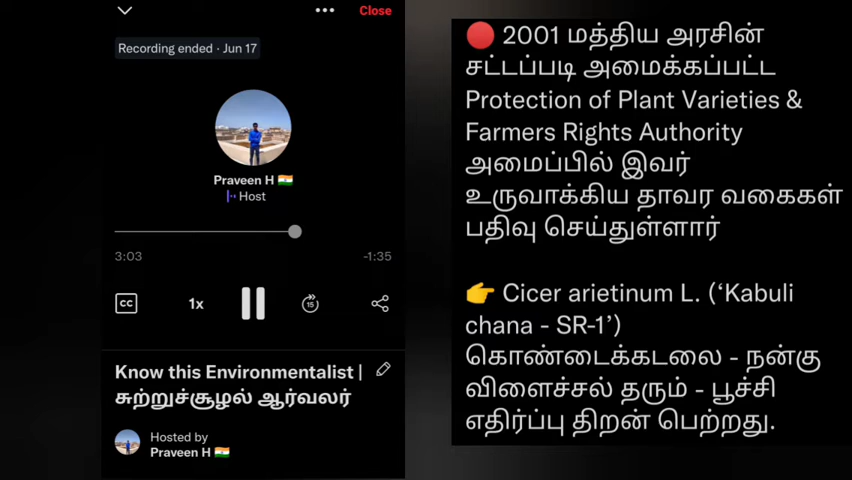 Close
Recording ended · Jun 17
Praveen H 🇮🇳
Host
3:03
-1:35
CC
1x
15
Know this Environmentalist |
சுற்றுச்சூழல் ஆர்வலர்
Hosted by
Praveen H 🇮🇳
🔴 2001 மத்திய அரசின்
சட்டப்படி அமைக்கப்பட்ட
Protection of Plant Varieties &
Farmers Rights Authority
அமைப்பில் இவர்
உருவாக்கிய தாவர வகைகள்
பதிவு செய்துள்ளார்
👉 Cicer arietinum L. (‘Kabuli
chana - SR-1’)
கொண்டைக்கடலை - நன்கு
விளைச்சல் தரும் - பூச்சி
எதிர்ப்பு திறன் பெற்றது.